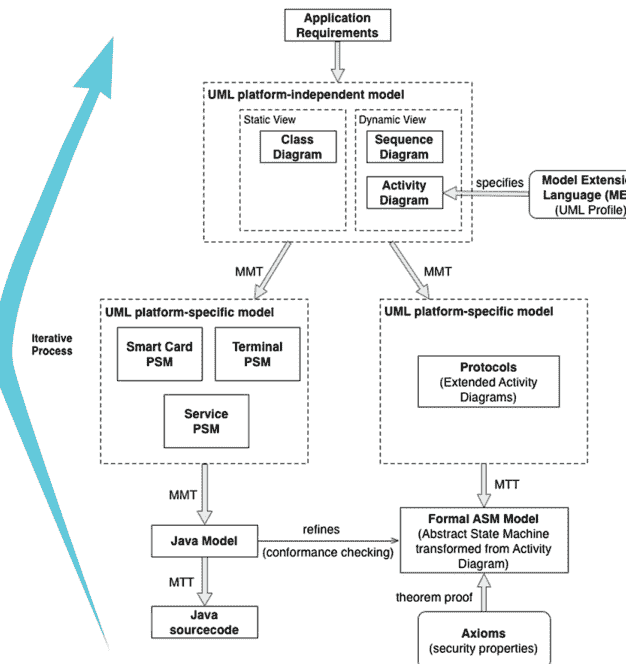 Application
Requirements
UML platform-independent model
Static View
Dynamic View
Class
Diagram
Sequence
Diagram
Activity
Diagram
specifies
Model Extensio
Language (ME
(UML Profile)
MMT
MMT
UML platform-specific model
UML platform-specific model
Iterative
Process
Smart Card
PSM
Terminal
PSM
Service
PSM
Protocols
(Extended Activity
Diagrams)
MMT
MTT
Java Model
refines
(conformance checking)
Formal ASM Model
(Abstract State Machine
transformed from Activity
Diagram)
MTT
theorem proof
Java
sourcecode
Axioms
(security properties)